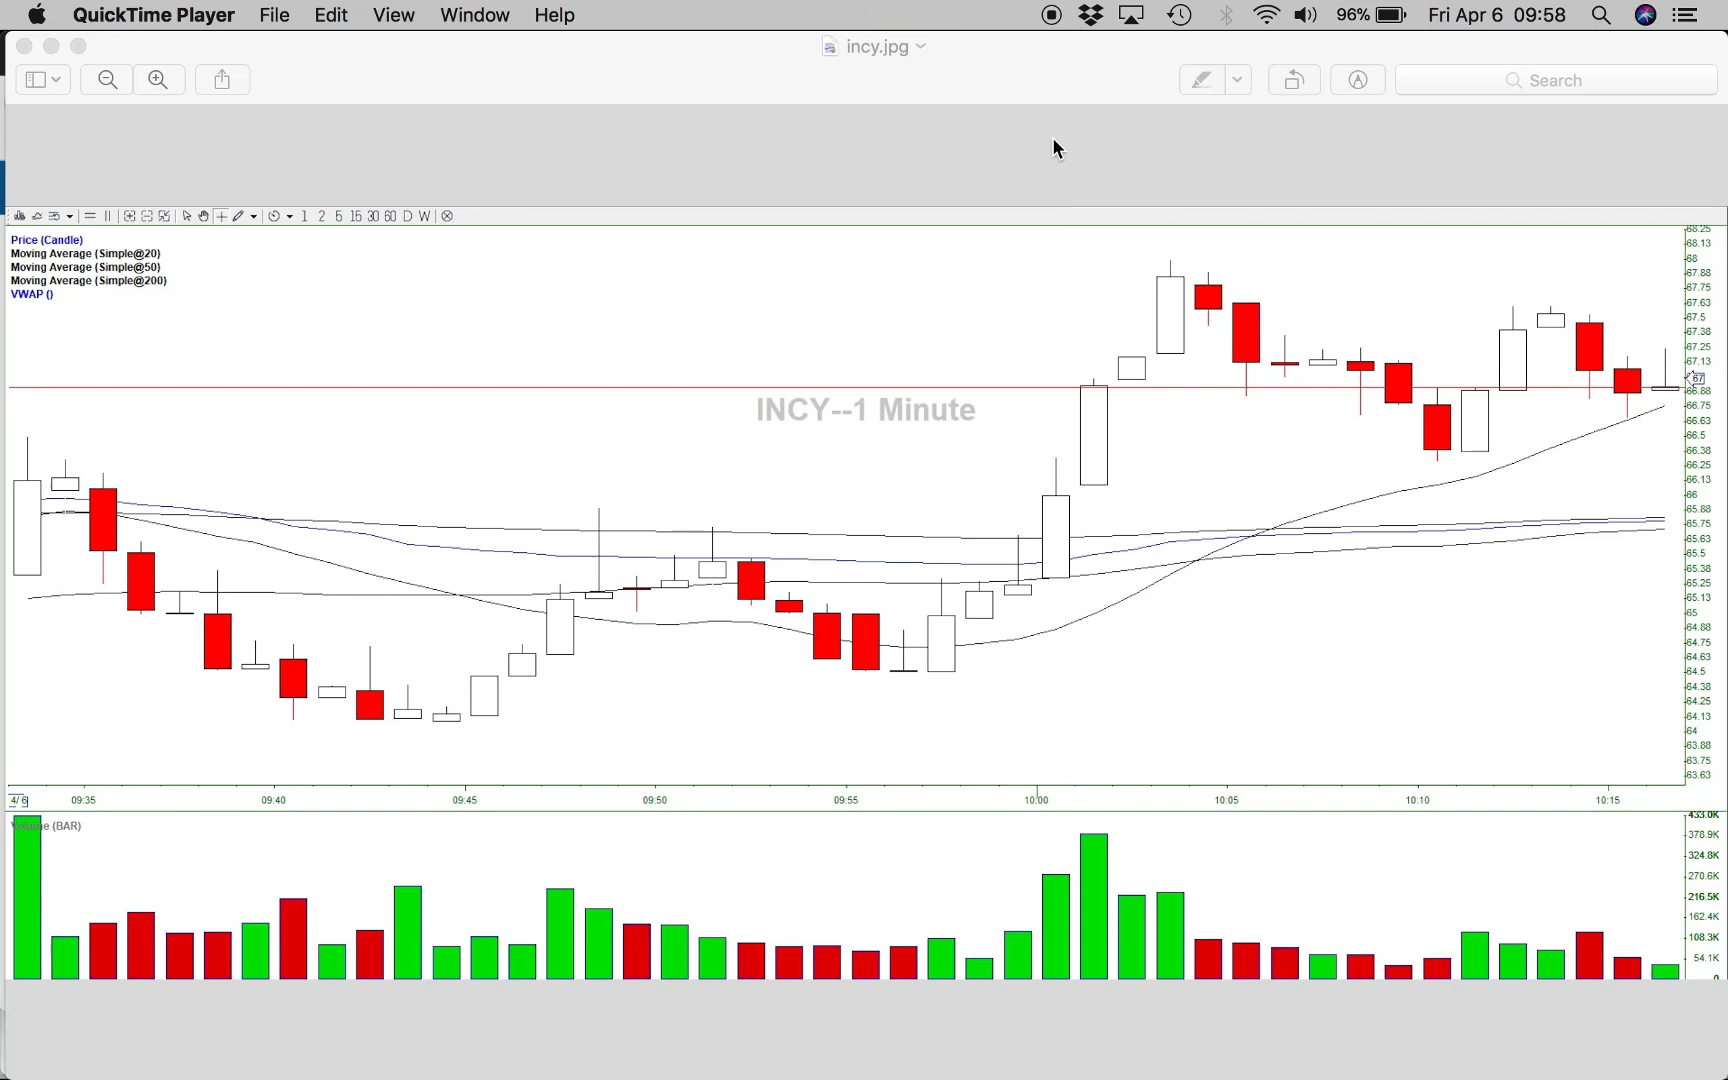 QuickTime Player File Edit View Window Help 96% Fri Apr 6 09:58
incy.jpg
Search
1 2 5 15 30 60 D W
Price (Candle)
Moving Average (Simple@20)
Moving Average (Simple@50)
Moving Average (Simple@200)
VWAP ()
INCY--1 Minute
68.25
68.13
68
67.88
67.75
67.63
67.5
67.38
67.25
67.13
67
66.88
66.75
66.63
66.5
66.38
66.25
66.13
66
65.88
65.75
65.63
65.5
65.38
65.25
65.13
65
64.88
64.75
64.63
64.5
64.38
64.25
64.13
64
63.88
63.75
63.63
4/6 09:35 09:40 09:45 09:50 09:55 10:00 10:05 10:10 10:15
Volume (BAR)
433.0K
378.9K
324.8K
270.6K
216.5K
162.4K
108.3K
54.1K
0